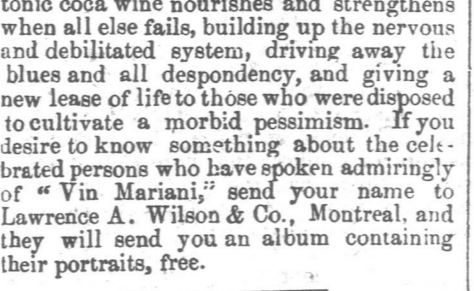 tonic coca wine nourishes and strengthens
when all else fails, building up the nervous
and debilitated system, driving away the
blues and all despondency, and giving a
new lease of life to those who were disposed
to cultivate a morbid pessimism. If you
desire to know something about the cele-
brated persons who have spoken admiringly
of “ Vin Mariani,” send your name to
Lawrence A. Wilson & Co., Montreal, and
they will send you an album containing
their portraits, free.